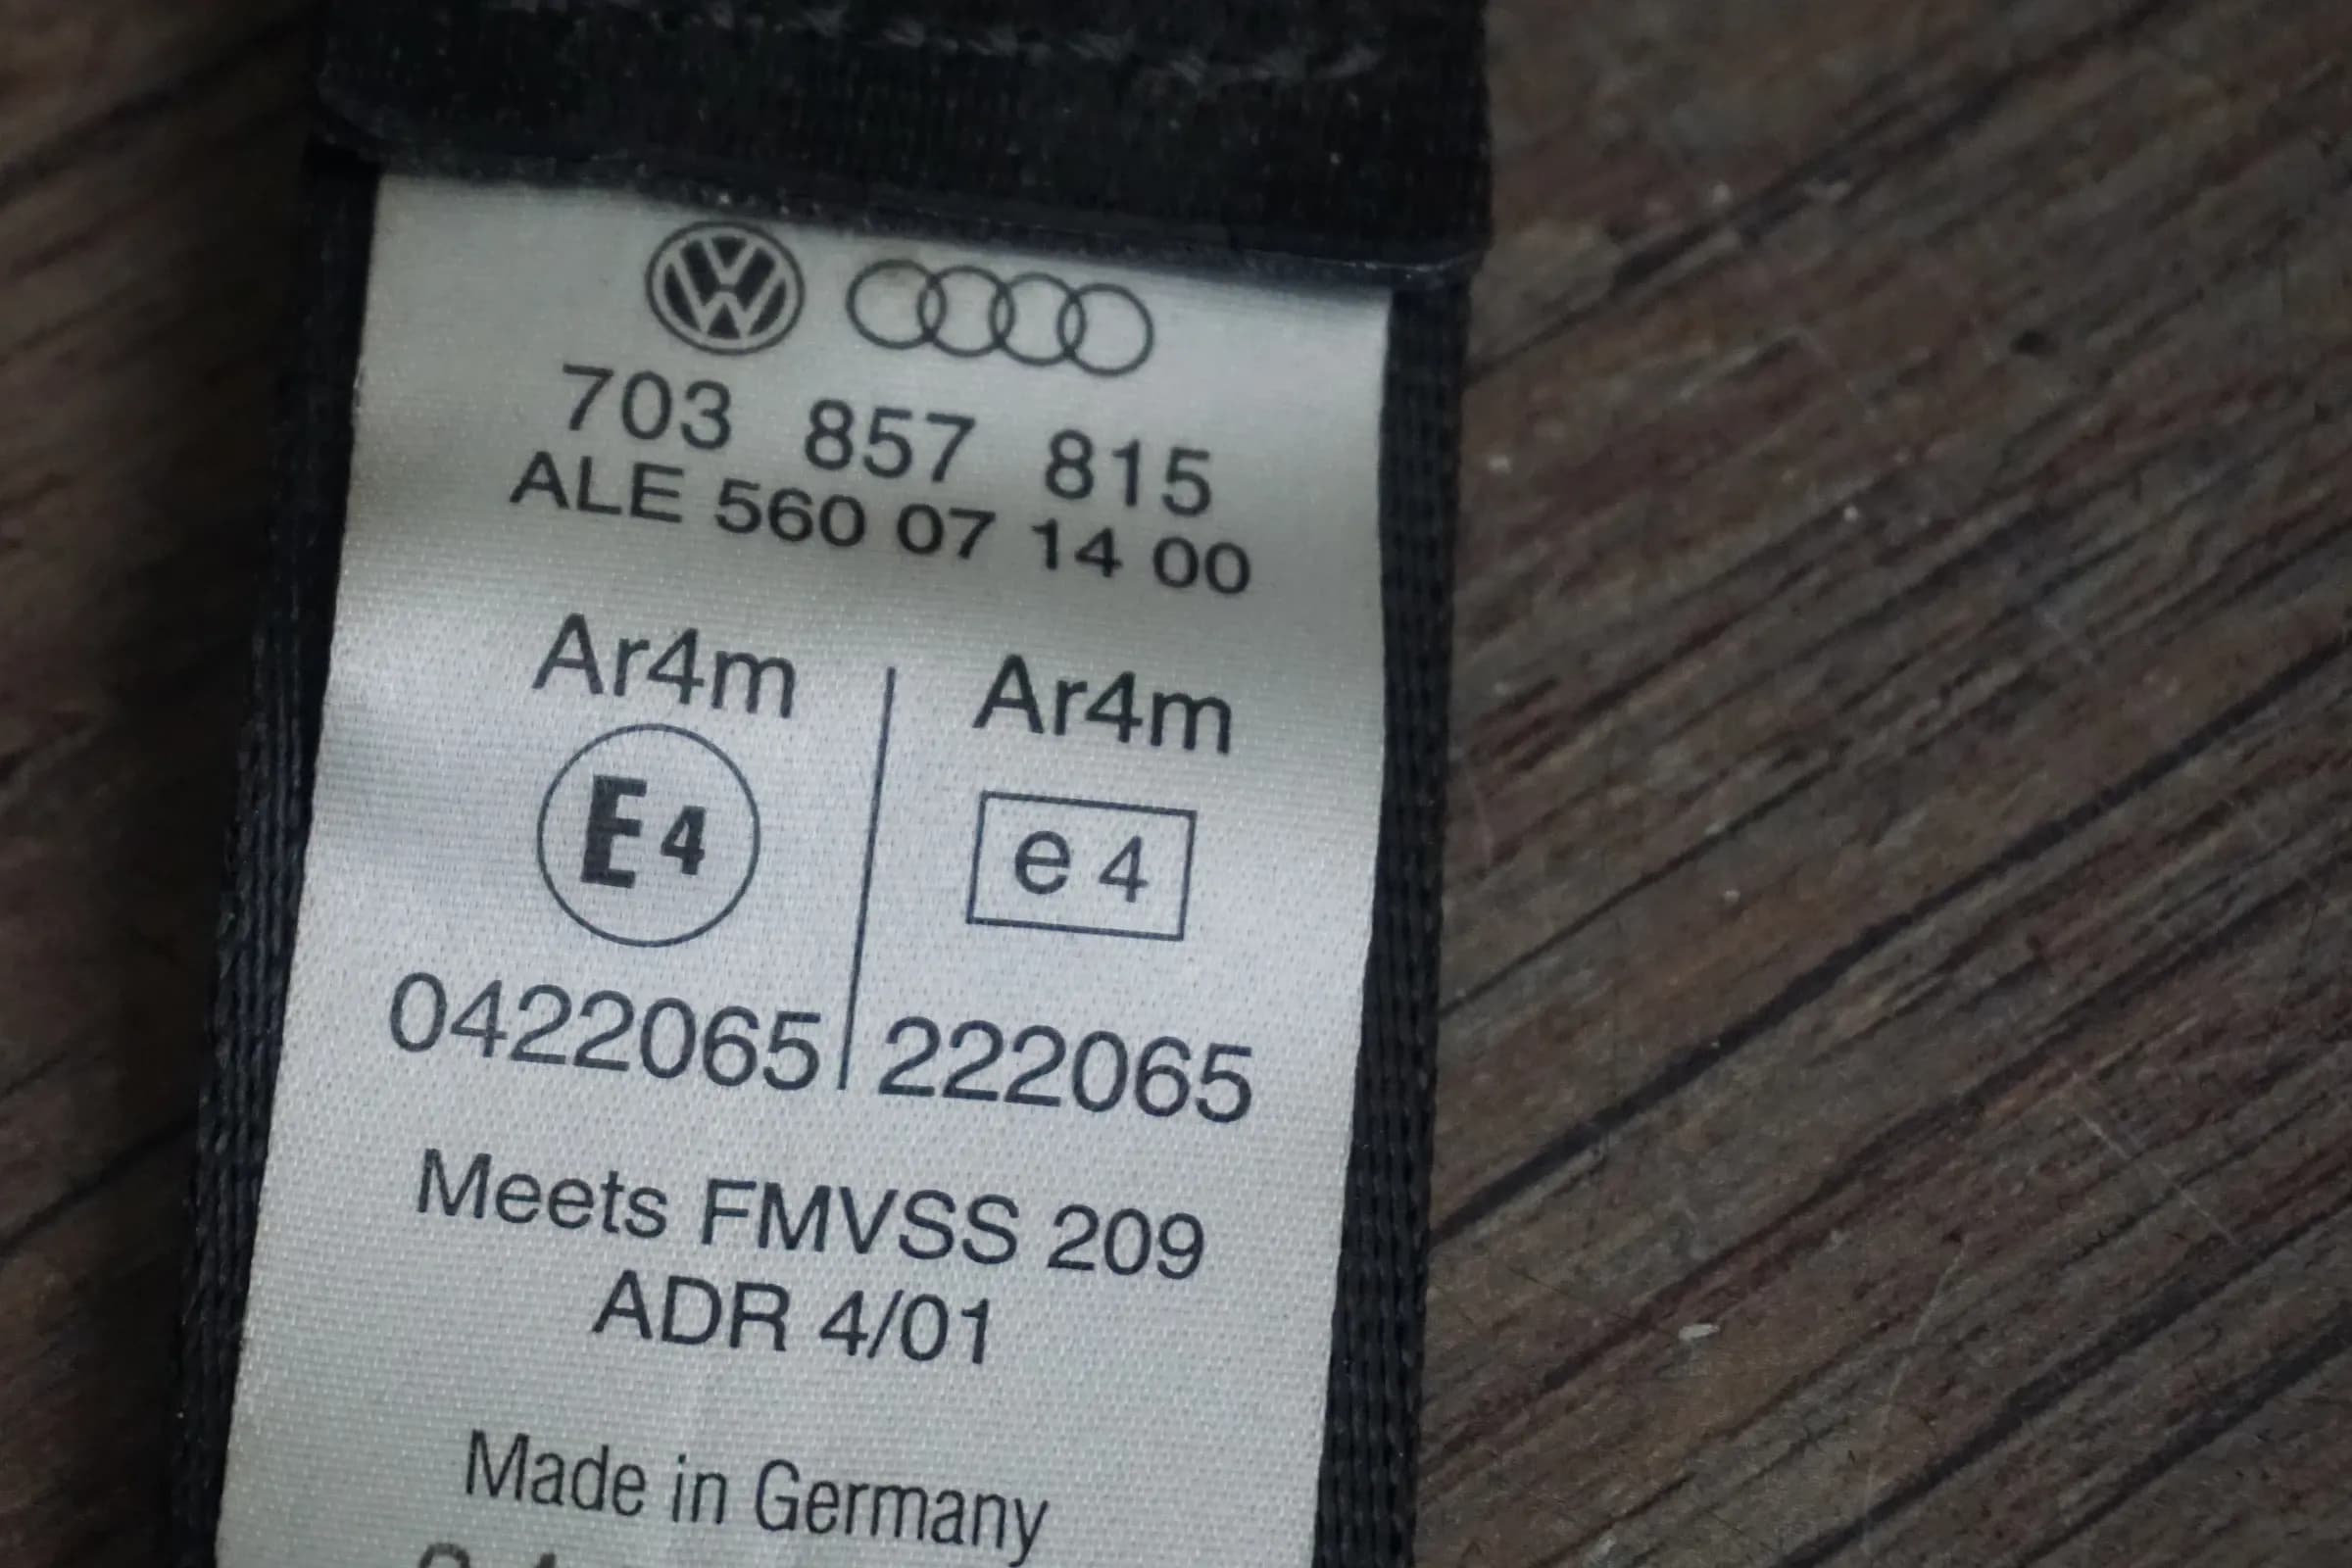 703 857 815
ALE 560 07 14 00
Ar4m Ar4m
E4 e4
0422065 222065
Meets FMVSS 209
ADR 4/01
Made in Germany